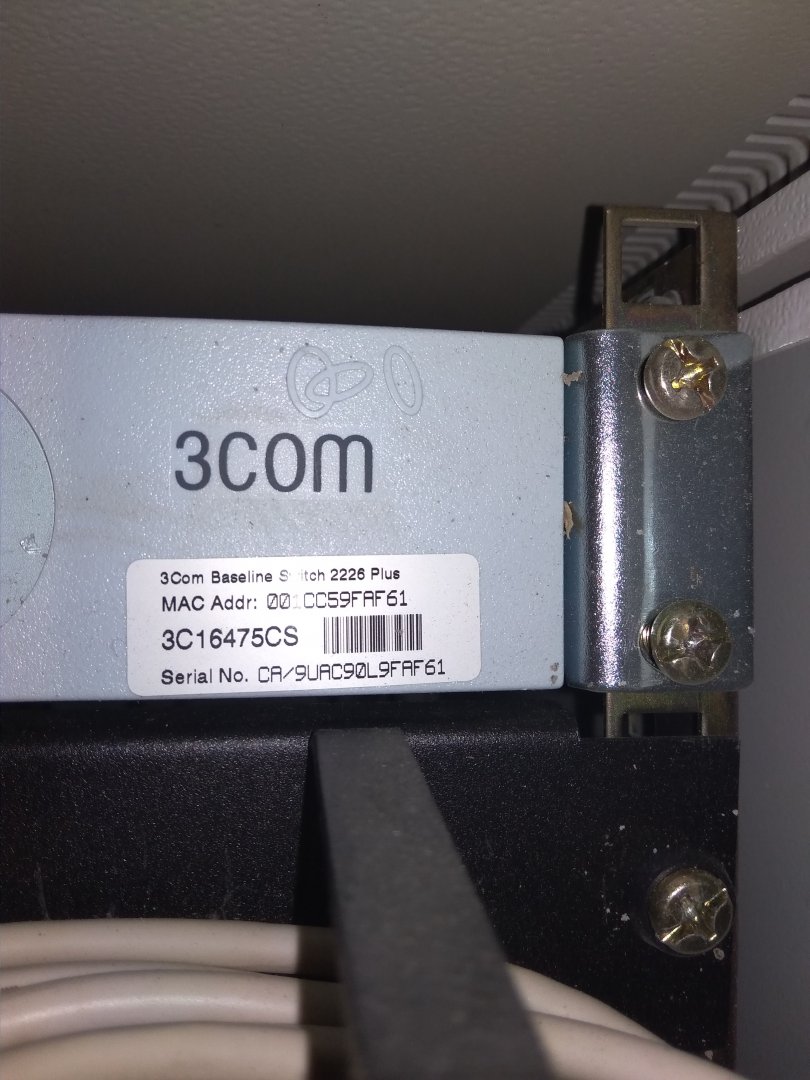 3COM
3Com Baseline Switch 2226 Plus
MAC Addr: 001CC59FAF61
3C16475CS
Serial No. CA/9UAC90L9FAF61